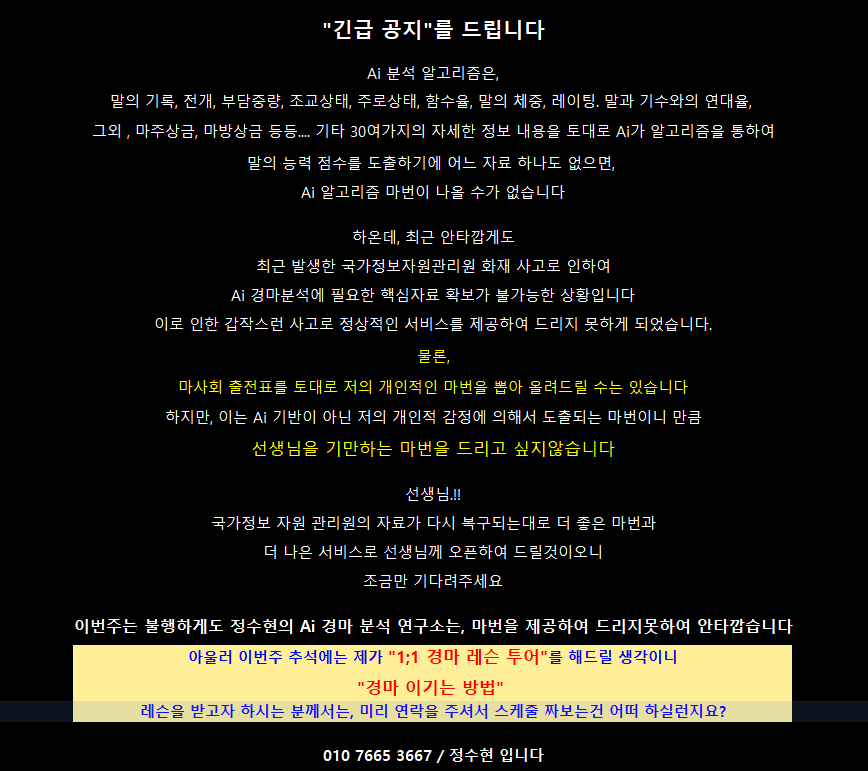 "긴급 공지"를 드립니다
Ai 분석 알고리즘은,
말의 기록, 전개, 부담중량, 조교상태, 주로상태, 함수율, 말의 체중, 레이팅. 말과 기수와의 연대율,
그외 , 마주상금, 마방상금 등등.... 기타 30여가지의 자세한 정보 내용을 토대로 Ai가 알고리즘을 통하여
말의 능력 점수를 도출하기에 어느 자료 하나도 없으면,
Ai 알고리즘 마번이 나올 수가 없습니다
하온데, 최근 안타깝게도
최근 발생한 국가정보자원관리원 화재 사고로 인하여
Ai 경마분석에 필요한 핵심자료 확보가 불가능한 상황입니다
이로 인한 갑작스런 사고로 정상적인 서비스를 제공하여 드리지 못하게 되었습니다.
물론,
마사회 출전표를 토대로 저의 개인적인 마번을 뽑아 올려드릴 수는 있습니다
하지만, 이는 Ai 기반이 아닌 저의 개인적 감정에 의해서 도출되는 마번이니 만큼
선생님을 기만하는 마번을 드리고 싶지않습니다
선생님.!!
국가정보 자원 관리원의 자료가 다시 복구되는대로 더 좋은 마번과
더 나은 서비스로 선생님께 오픈하여 드릴것이오니
조금만 기다려주세요
이번주는 불행하게도 정수현의 Ai 경마 분석 연구소는, 마번을 제공하여 드리지못하여 안타깝습니다
아울러 이번주 추석에는 제가 "1;1 경마 레슨 투어"를 해드릴 생각이니
"경마 이기는 방법"
레슨을 받고자 하시는 분께서는, 미리 연락을 주셔서 스케줄 짜보는건 어떠 하실런지요?
010 7665 3667 / 정수현 입니다